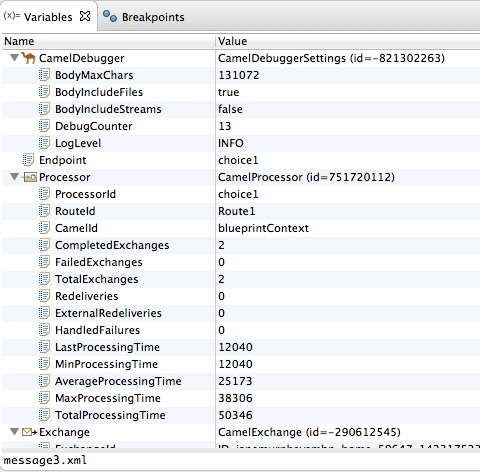 (x)= Variables Breakpoints
Name Value
CamelDebugger CamelDebuggerSettings (id=-821302263)
BodyMaxChars 131072
BodyIncludeFiles true
BodyIncludeStreams false
DebugCounter 13
LogLevel INFO
Endpoint choice1
Processor CamelProcessor (id=751720112)
ProcessorId choice1
RouteId Route1
CamelId blueprintContext
CompletedExchanges 2
FailedExchanges 0
TotalExchanges 2
Redeliveries 0
ExternalRedeliveries 0
HandledFailures 0
LastProcessingTime 12040
MinProcessingTime 12040
AverageProcessingTime 25173
MaxProcessingTime 38306
TotalProcessingTime 50346
Exchange CamelExchange (id=-290612545)
ExchangeId
message3.xml